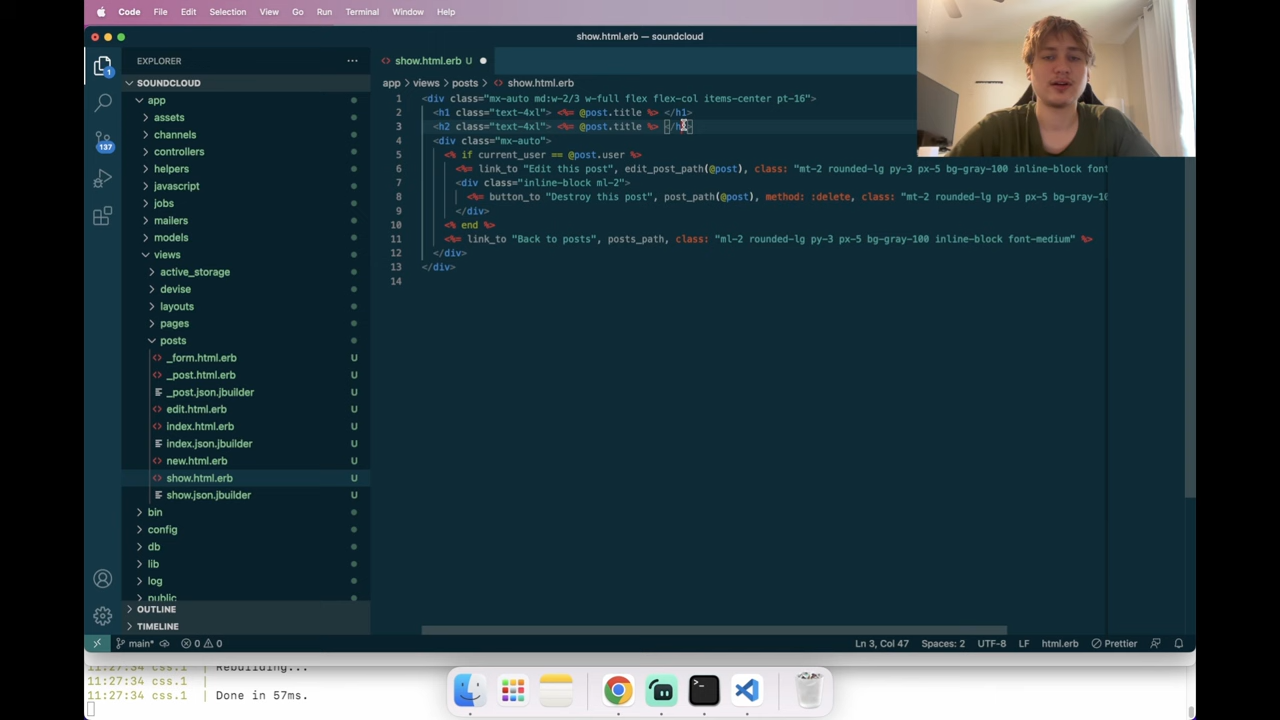 Code File Edit Selection View Go Run Terminal Window Help
show.html.erb — soundcloud
EXPLORER
SOUNDCLOUD
app
assets
channels
controllers
helpers
javascript
jobs
mailers
models
views
active_storage
devise
layouts
pages
posts
_form.html.erb U
_post.html.erb U
_post.json.jbuilder U
edit.html.erb U
index.html.erb U
index.json.jbuilder U
new.html.erb U
show.html.erb U
show.json.jbuilder U
bin
config
db
lib
log
public
OUTLINE
TIMELINE
1
137
show.html.erb U
app > views > posts > show.html.erb
1 <div class="mx-auto md:w-2/3 w-full flex flex-col items-center pt-16">
2 <h1 class="text-4xl"> <%= @post.title %> </h1>
3 <h2 class="text-4xl"> <%= @post.title %>
4 <div class="mx-auto">
5 <% if current_user == @post.user %>
6 <%= link_to "Edit this post", edit_post_path(@post), class: "mt-2 rounded-lg py-3 px-5 bg-gray-100 inline-block font
7 <div class="inline-block ml-2">
8 <%= button_to "Destroy this post", post_path(@post), method: :delete, class: "mt-2 rounded-lg py-3 px-5 bg-gray-10
9 </div>
10 <% end %>
11 <%= link_to "Back to posts", posts_path, class: "ml-2 rounded-lg py-3 px-5 bg-gray-100 inline-block font-medium" %>
12 </div>
13 </div>
14
main* 0 0 Ln 3, Col 47 Spaces: 2 UTF-8 LF html.erb Prettier
11:27:34 css.1 | Rebuilding...
11:27:34 css.1 |
11:27:34 css.1 | Done in 57ms.